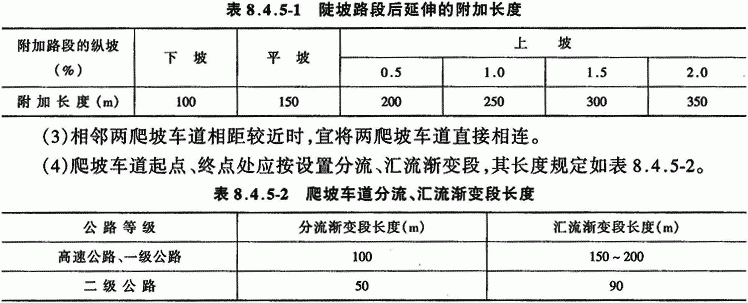 表 8.4.5-1 陡坡路段后延伸的附加长度
附加路段的纵坡（%） 下 坡 平 坡 上 坡
0.5 1.0 1.5 2.0
附加长度(m) 100 150 200 250 300 350
(3)相邻两爬坡车道相距较近时,宜将两爬坡车道直接相连。
(4)爬坡车道起点、终点处应按设置分流、汇流渐变段,其长度规定如表 8.4.5-2。
表 8.4.5-2 爬坡车道分流、汇流渐变段长度
公路等级 分流渐变段长度(m) 汇流渐变段长度(m)
高速公路、一级公路 100 150~200
二级公路 50 90